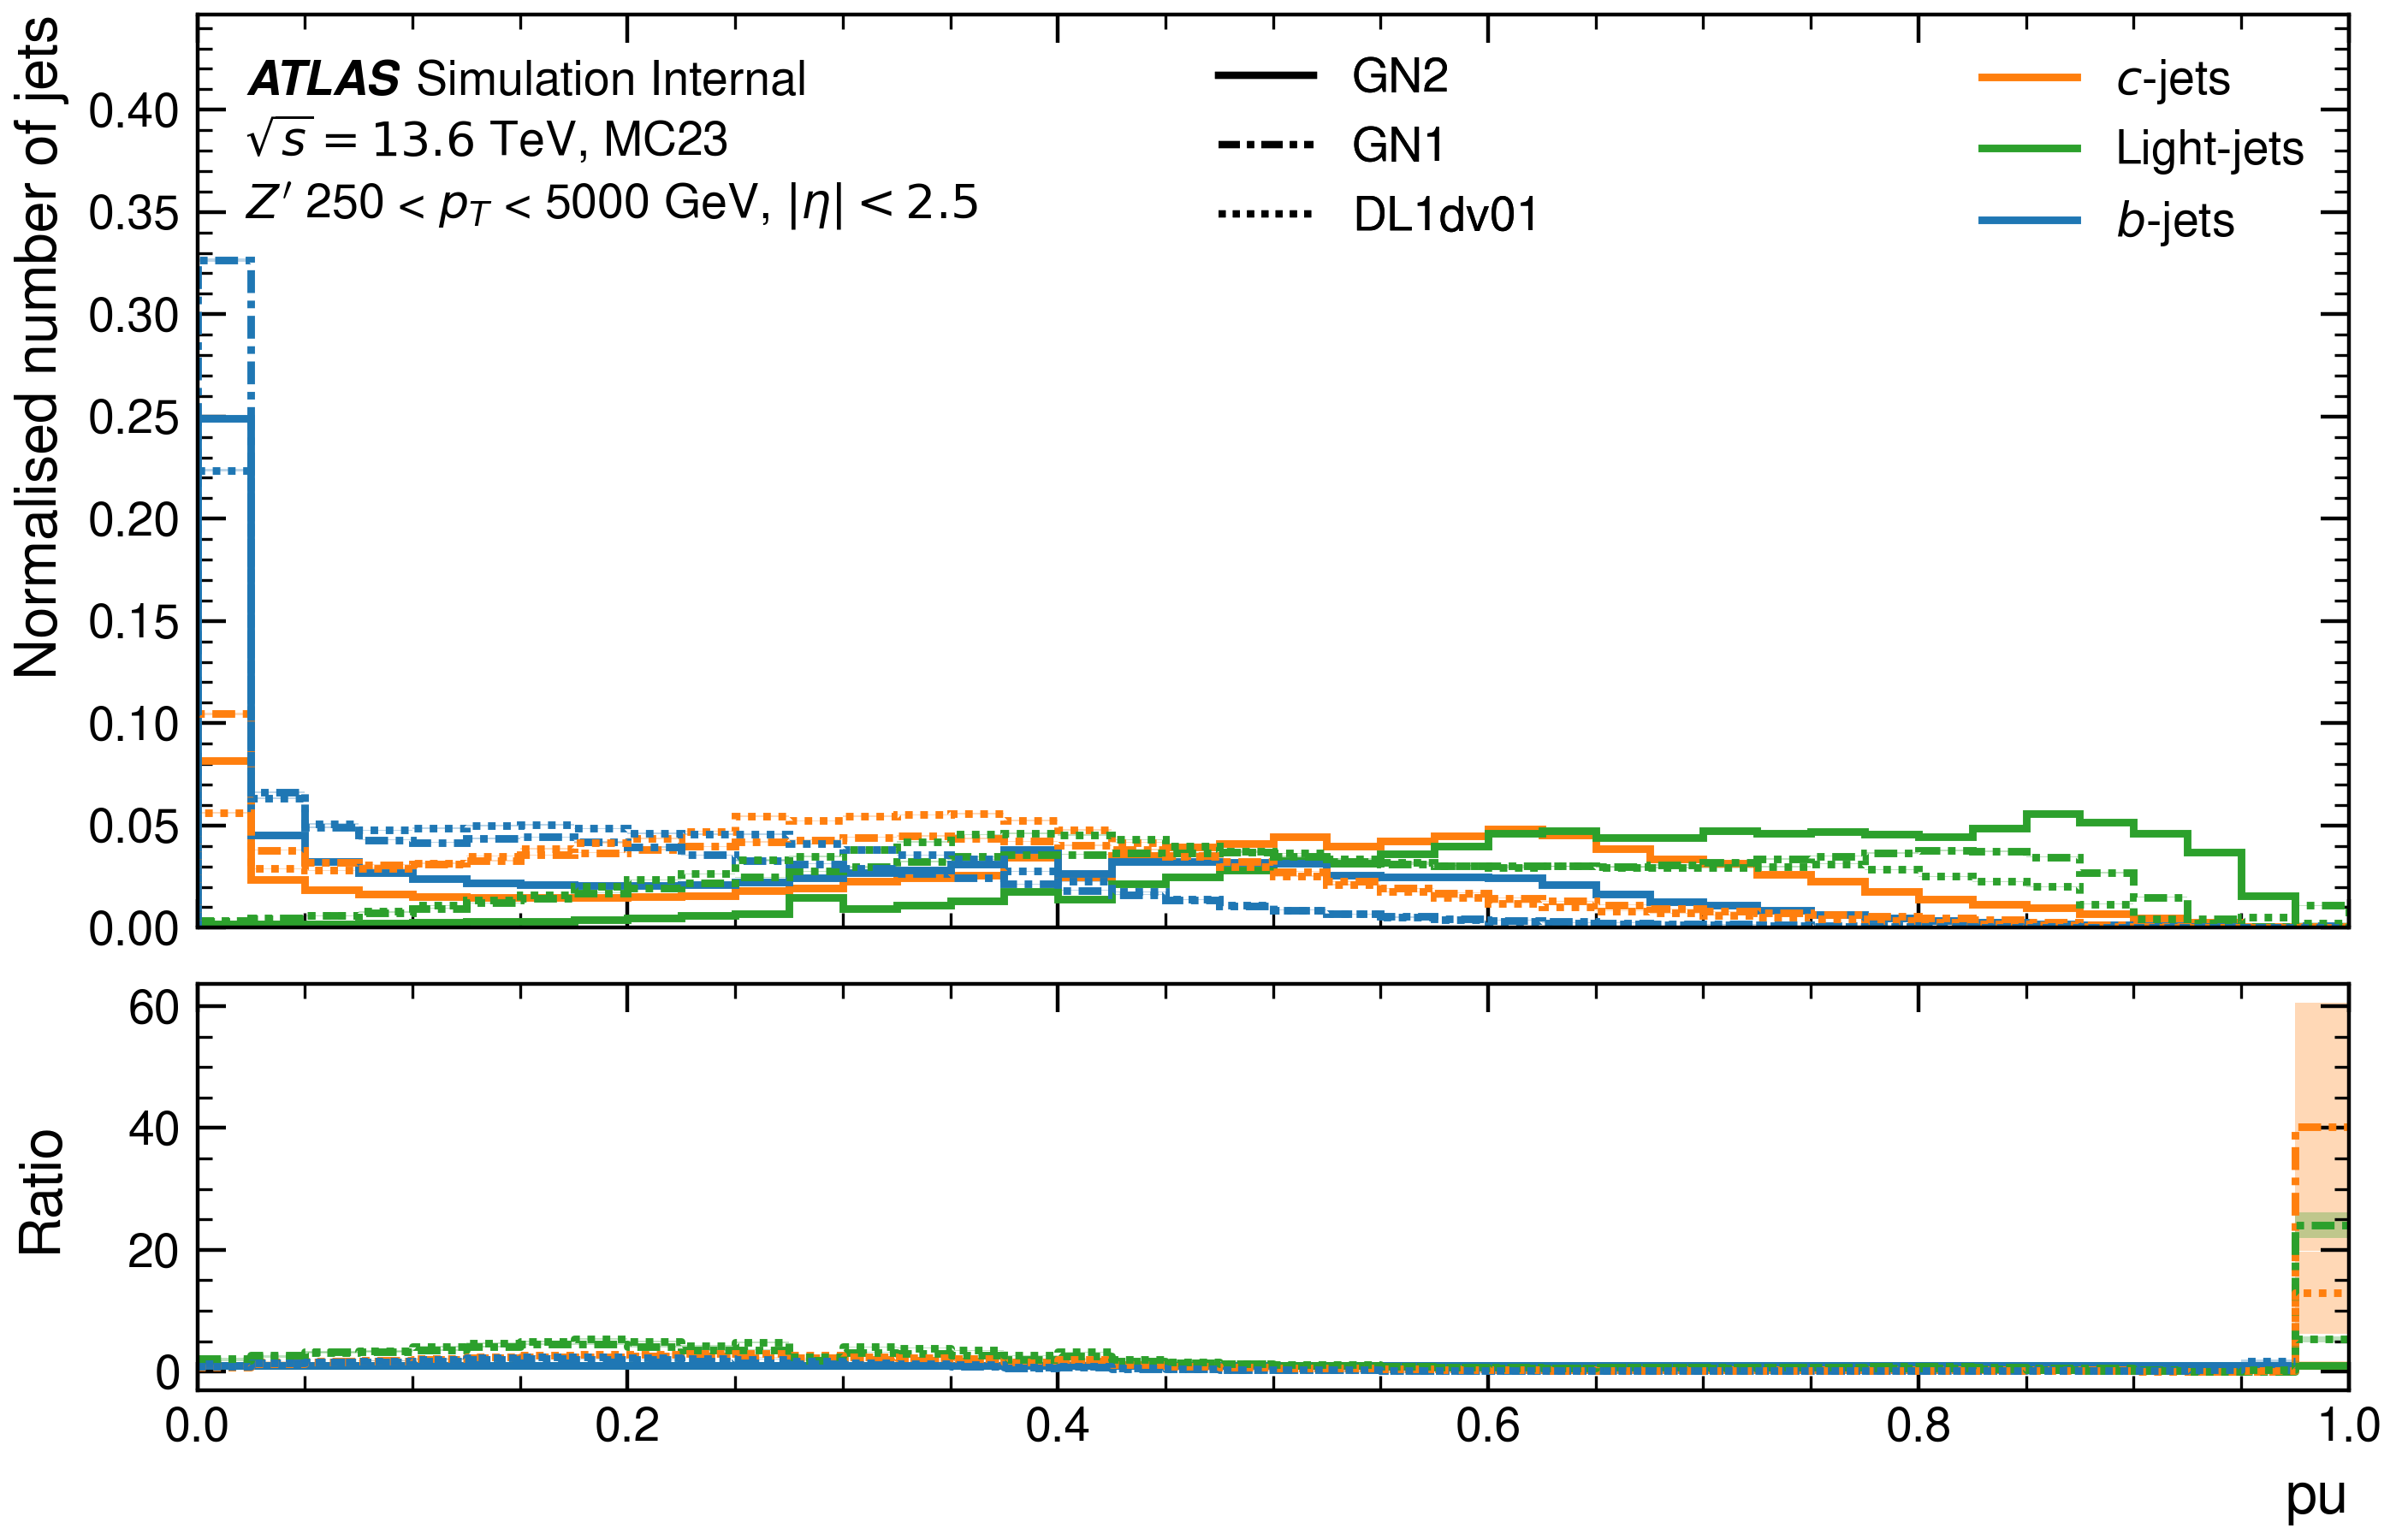 Normalised number of jets
ATLAS Simulation Internal
√s = 13.6 TeV, MC23
Z′ 250 < p_T < 5000 GeV, |η| < 2.5
GN2
GN1
DL1dv01
c-jets
Light-jets
b-jets
0.40
0.35
0.30
0.25
0.20
0.15
0.10
0.05
0.00
Ratio
60
40
20
0
0.0 0.2 0.4 0.6 0.8 1.0
pu